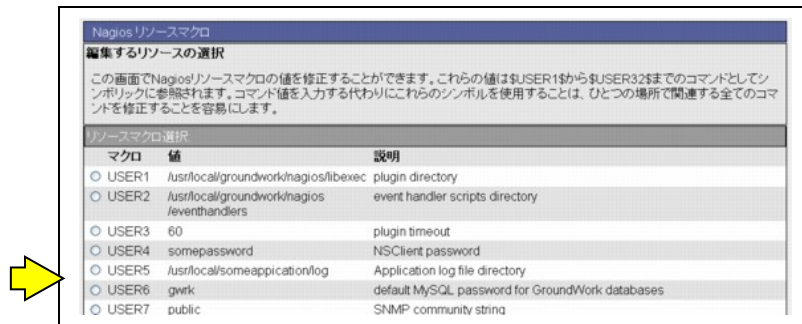 Nagios リソースマクロ
編集するリソースの選択
この画面でNagiosリソースマクロの値を修正することができます。これらの値は$USER1$から$USER32$までのコマンドとしてシ
ンボリックに参照されます。コマンド値を入力する代わりにこれらのシンボルを使用することは、ひとつの場所で関連する全てのコマ
ンドを修正することを容易にします。
リソースマクロ選択
マクロ 値 説明
USER1 /usr/local/groundwork/nagios/libexec plugin directory
USER2 /usr/local/groundwork/nagios event handler scripts directory
/eventhandlers
USER3 60 plugin timeout
USER4 somepassword NSClient password
USER5 /usr/local/someappication/log Application log file directory
USER6 gwrk default MySQL password for GroundWork databases
USER7 public SNMP community string